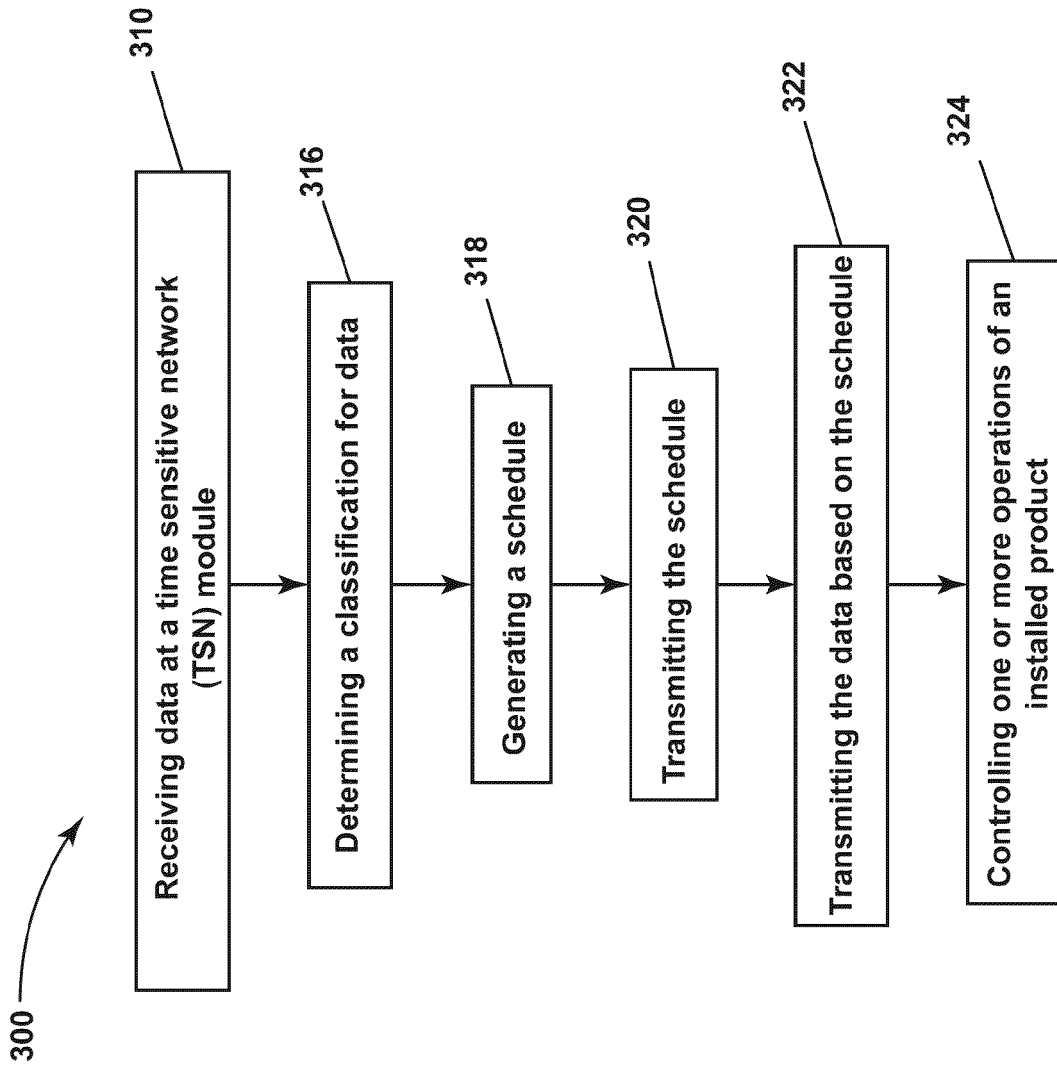 300
Receiving data at a time sensitive network
(TSN) module
310
Determining a classification for data
316
Generating a schedule
318
Transmitting the schedule
320
Transmitting the data based on the schedule
322
Controlling one or more operations of an
installed product
324